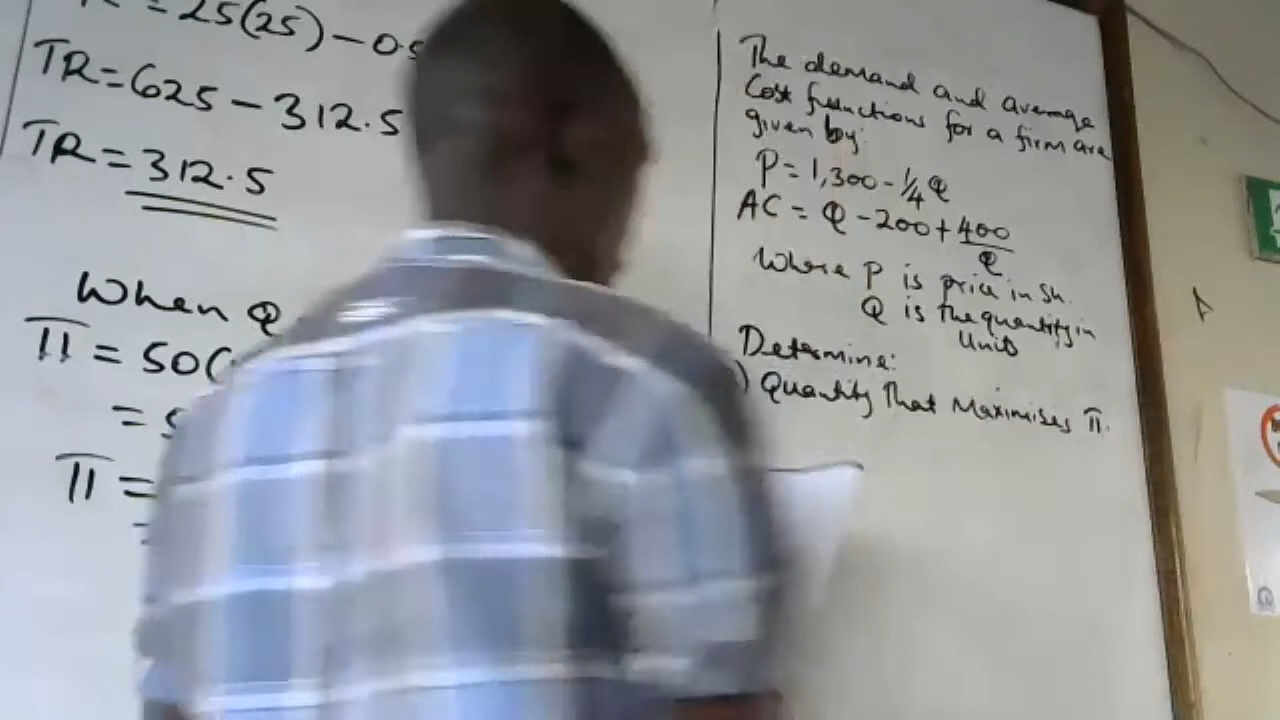 = 25(25) - 0.5
TR = 625 - 312.5
TR = 312.5
When Q
π = 50(
=
π =
=
The demand and average
Cost functions for a firm are
given by:
P = 1,300 - 1/4 Q
AC = Q - 200 + 400/Q
Where P is price in sh.
Q is the quantity in
Units
Determine:
) Quantity that Maximises π.